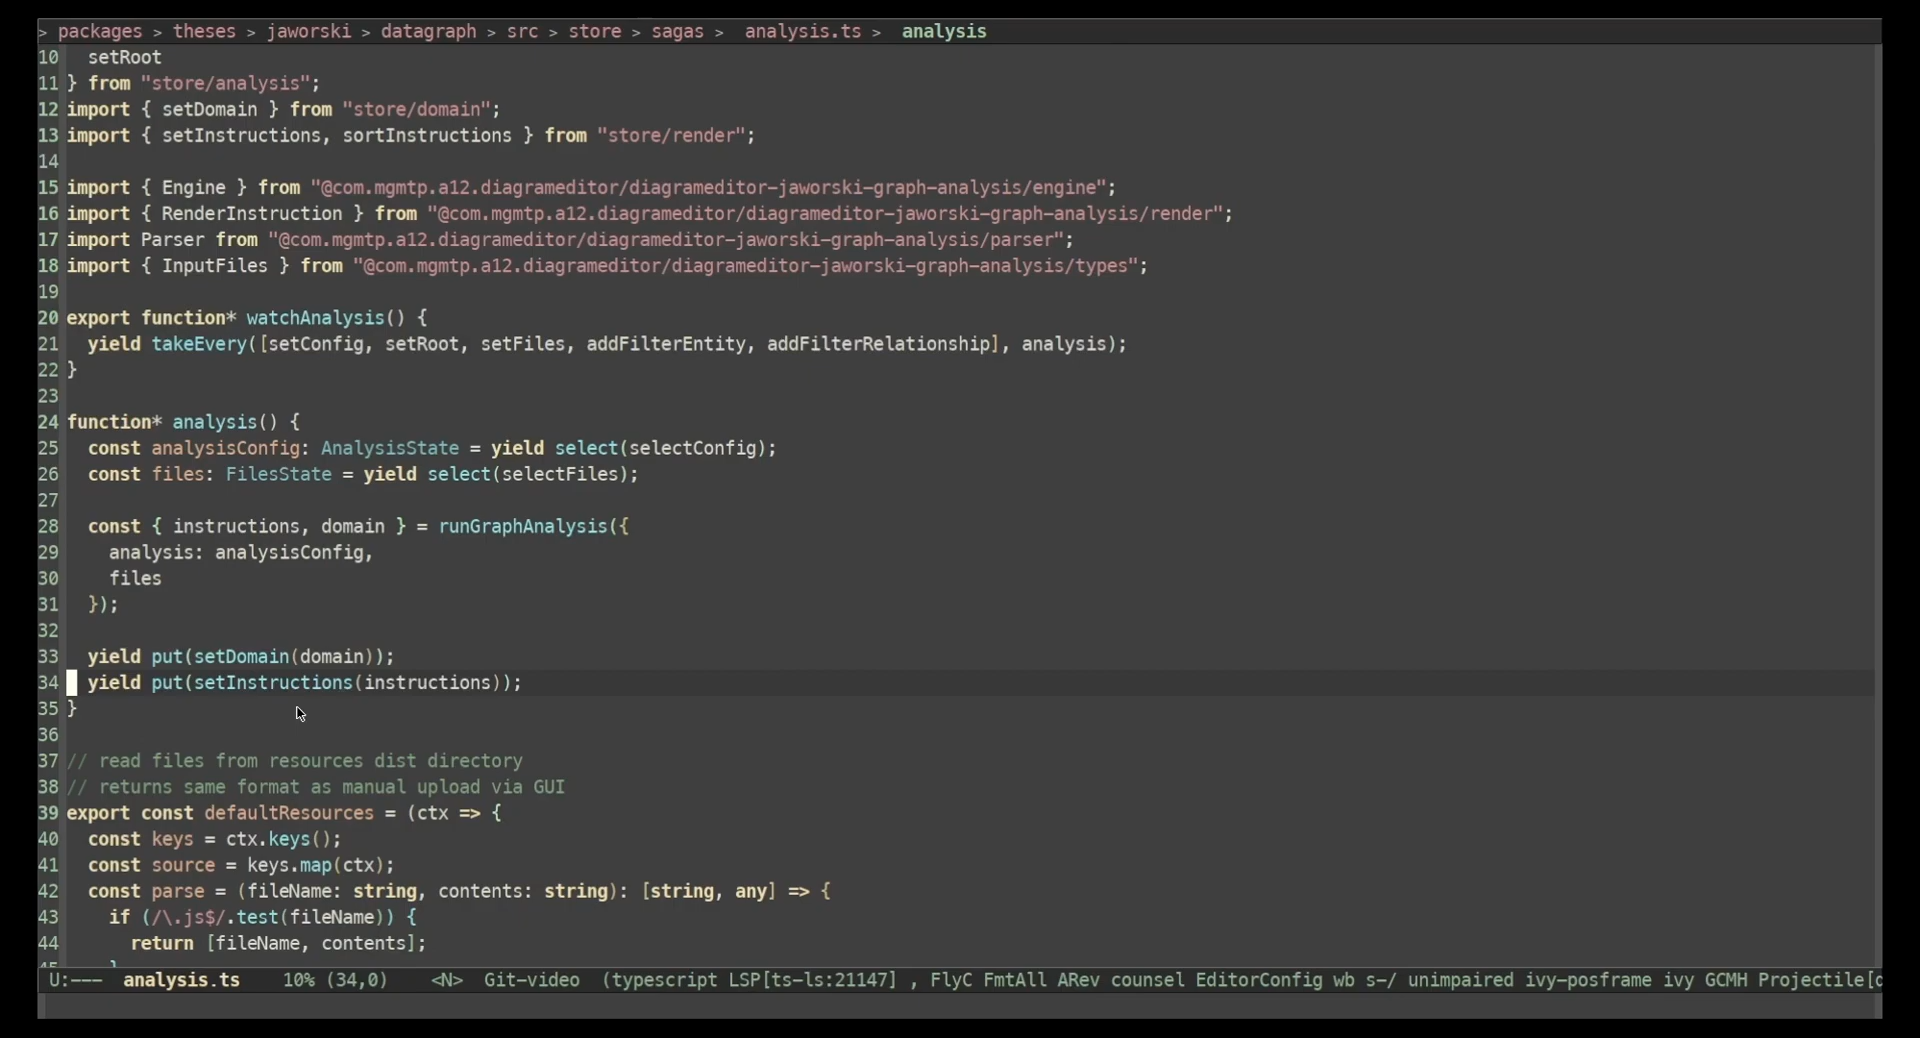 > packages > theses > jaworski > datagraph > src > store > sagas > analysis.ts > analysis
10 setRoot
11 } from "store/analysis";
12 import { setDomain } from "store/domain";
13 import { setInstructions, sortInstructions } from "store/render";
14
15 import { Engine } from "@com.mgmtp.a12.diagrameditor/diagrameditor-jaworski-graph-analysis/engine";
16 import { RenderInstruction } from "@com.mgmtp.a12.diagrameditor/diagrameditor-jaworski-graph-analysis/render";
17 import Parser from "@com.mgmtp.a12.diagrameditor/diagrameditor-jaworski-graph-analysis/parser";
18 import { InputFiles } from "@com.mgmtp.a12.diagrameditor/diagrameditor-jaworski-graph-analysis/types";
19
20 export function* watchAnalysis() {
21   yield takeEvery([setConfig, setRoot, setFiles, addFilterEntity, addFilterRelationship], analysis);
22 }
23
24 function* analysis() {
25   const analysisConfig: AnalysisState = yield select(selectConfig);
26   const files: FilesState = yield select(selectFiles);
27
28   const { instructions, domain } = runGraphAnalysis({
29     analysis: analysisConfig,
30     files
31   });
32
33   yield put(setDomain(domain));
34   yield put(setInstructions(instructions));
35 }
36
37 // read files from resources dist directory
38 // returns same format as manual upload via GUI
39 export const defaultResources = (ctx => {
40   const keys = ctx.keys();
41   const source = keys.map(ctx);
42   const parse = (fileName: string, contents: string): [string, any] => {
43     if (/\.js$/.test(fileName)) {
44       return [fileName, contents];
45     }
U:--- analysis.ts 10% (34,0) <N> Git-video (typescript LSP[ts-ls:21147] , FlyC FmtAll ARev counsel EditorConfig wb s-/ unimpaired ivy-posframe ivy GCMH Projectile[